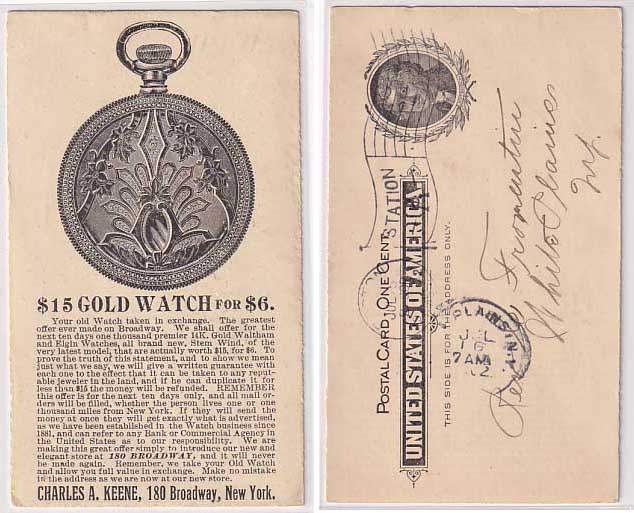 $15 GOLD WATCH FOR $6.
Your old Watch taken in exchange. The greatest
offer ever made on Broadway. We shall offer for the
next ten days one thousand premier 14K. Gold Waltham
and Elgin Watches, all brand new, Stem Wind, of the
very latest model, that are actually worth $15, for $6. To
prove the truth of this statement, and to show we mean
just what we say, we will give a written guarantee with
each one to the effect that it can be taken to any reput-
able jeweler in the land, and if he can duplicate it for
less than $15 the money will be refunded. REMEMBER
this offer is for the next ten days only, and all mail or-
ders will be filled, whether the person lives one or one
thousand miles from New York. If they will send the
money at once they will get exactly what is advertised,
as we have been established in the Watch business since
1881, and can refer to any Bank or Commercial Agency in
the United States as to our responsibility. We are
making this great offer simply to introduce our new and
elegant store at 180 BROADWAY, and it will never
be made again. Remember, we take your Old Watch
and allow you full value in exchange. Make no mistake
in the address as we are now at our new store.
CHARLES A. KEENE, 180 Broadway, New York.
POSTAL CARD, ONE CENT.
UNITED STATES OF AMERICA
THIS SIDE IS FOR THE ADDRESS ONLY.
STATION
JUL
Fromentin
White Plains
NY.
PLAINS N
JUL
16
7 AM